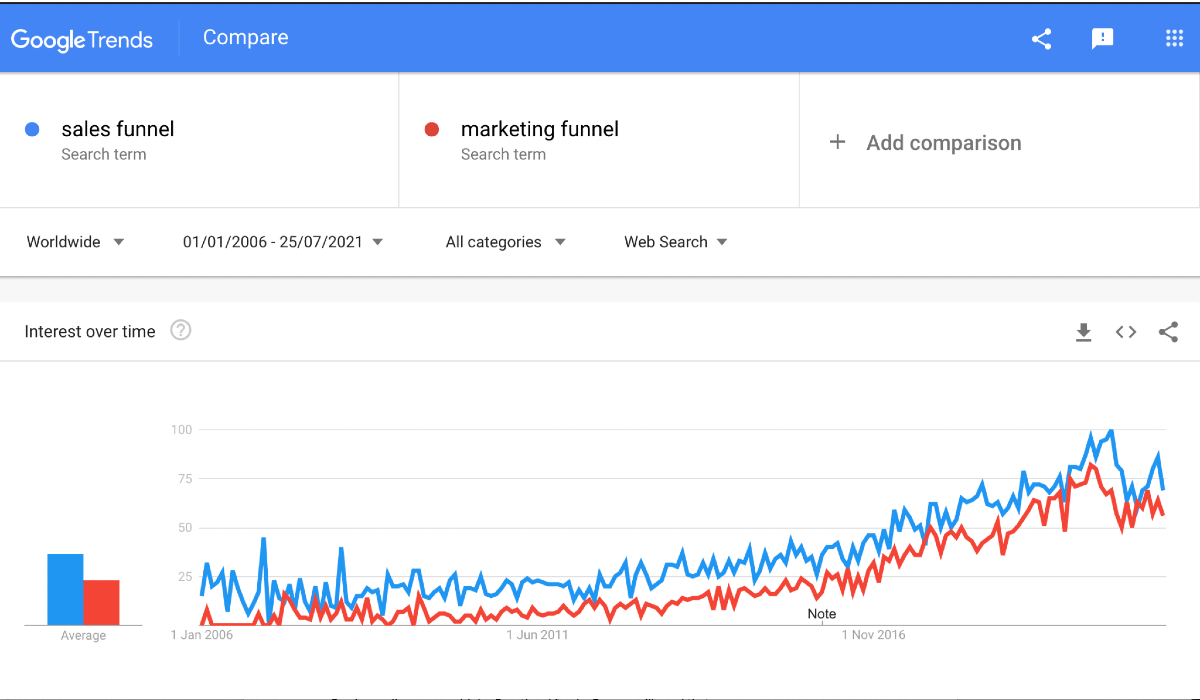 Google Trends
Compare
sales funnel
Search term
marketing funnel
Search term
+ Add comparison
Worldwide
01/01/2006 - 25/07/2021
All categories
Web Search
Interest over time
?
100
75
50
25
Average
Note
1 Jan 2006
1 Jun 2011
1 Nov 2016